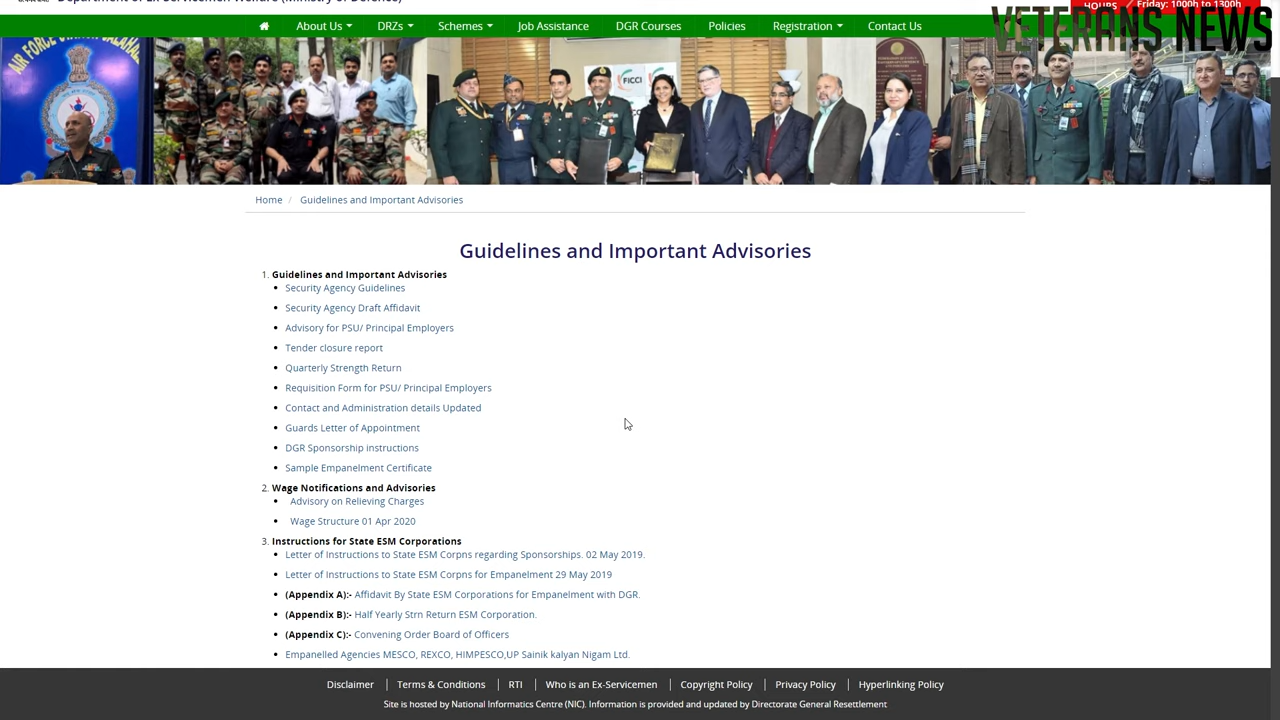 Department of Ex-Servicemen Welfare (Ministry of Defence)
HOURS / Friday: 1000h to 1300h
VETERANS NEWS
About Us DRZs Schemes Job Assistance DGR Courses Policies Registration Contact Us
AIR FORCE STATION
FICCI
Home / Guidelines and Important Advisories
Guidelines and Important Advisories
1. Guidelines and Important Advisories
• Security Agency Guidelines
• Security Agency Draft Affidavit
• Advisory for PSU/ Principal Employers
• Tender closure report
• Quarterly Strength Return
• Requisition Form for PSU/ Principal Employers
• Contact and Administration details Updated
• Guards Letter of Appointment
• DGR Sponsorship instructions
• Sample Empanelment Certificate
2. Wage Notifications and Advisories
• Advisory on Relieving Charges
• Wage Structure 01 Apr 2020
3. Instructions for State ESM Corporations
• Letter of Instructions to State ESM Corpns regarding Sponsorships. 02 May 2019.
• Letter of Instructions to State ESM Corpns for Empanelment 29 May 2019
• (Appendix A):- Affidavit By State ESM Corporations for Empanelment with DGR.
• (Appendix B):- Half Yearly Strn Return ESM Corporation.
• (Appendix C):- Convening Order Board of Officers
• Empanelled Agencies MESCO, REXCO, HIMPESCO,UP Sainik kalyan Nigam Ltd.
Disclaimer | Terms & Conditions | RTI | Who is an Ex-Servicemen | Copyright Policy | Privacy Policy | Hyperlinking Policy
Site is hosted by National Informatics Centre (NIC). Information is provided and updated by Directorate General Resettlement